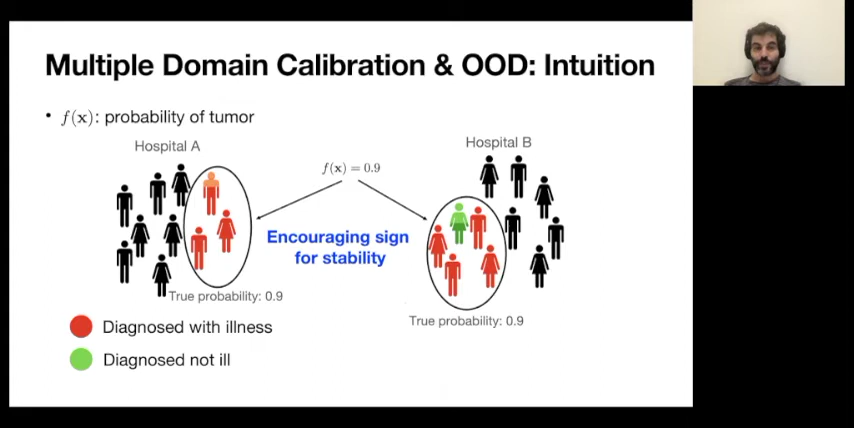 Multiple Domain Calibration & OOD: Intuition
• f(x): probability of tumor
Hospital A
Hospital B
f(x) = 0.9
Encouraging sign
for stability
True probability: 0.9
True probability: 0.9
Diagnosed with illness
Diagnosed not ill